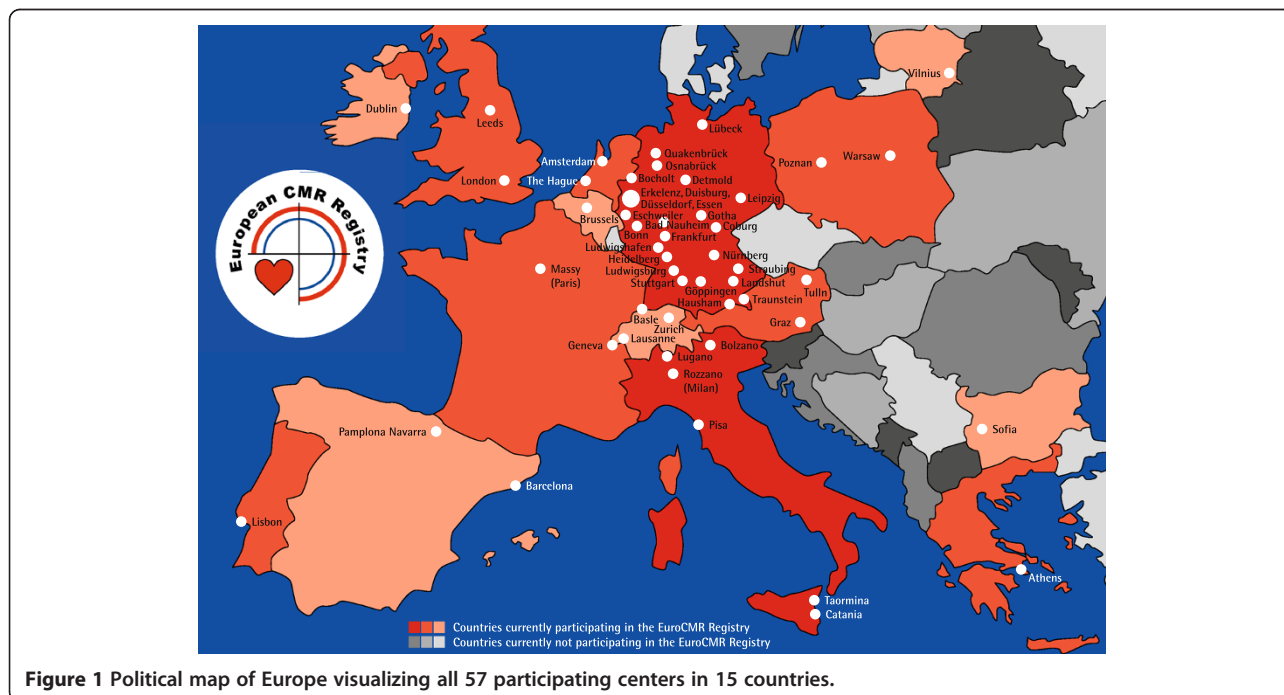 European CMR Registry
Vilnius
Dublin
Leeds
Lübeck
Quakenbrück
Osnabrück
Poznan
Warsaw
Amsterdam
London
The Hague
Bocholt
Detmold
Erkelenz, Duisburg,
Düsseldorf, Essen
Leipzig
Brussels
Eschweiler
Gotha
Bad Nauheim
Coburg
Bonn
Frankfurt
Ludwigshafen
Heidelberg
Nürnberg
Massy
(Paris)
Ludwigsburg
Straubing
Stuttgart
Göppingen
Landshut
Tulln
Hausham
Traunstein
Basle
Zurich
Graz
Geneva
Lausanne
Bolzano
Lugano
Rozzano
(Milan)
Pisa
Pamplona Navarra
Sofia
Barcelona
Lisbon
Athens
Taormina
Catania
Countries currently participating in the EuroCMR Registry
Countries currently not participating in the EuroCMR Registry
Figure 1 Political map of Europe visualizing all 57 participating centers in 15 countries.